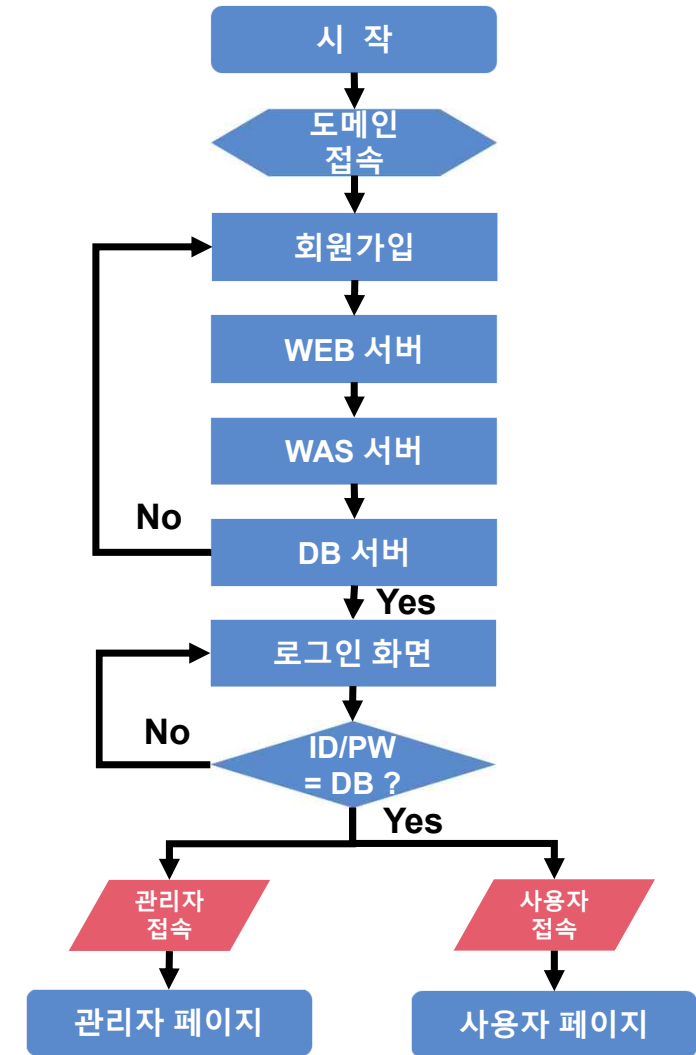 시 작
도메인
접속
회원가입
WEB 서버
WAS 서버
No
DB 서버
Yes
로그인 화면
No
ID/PW
= DB ?
Yes
관리자
접속
사용자
접속
관리자 페이지
사용자 페이지